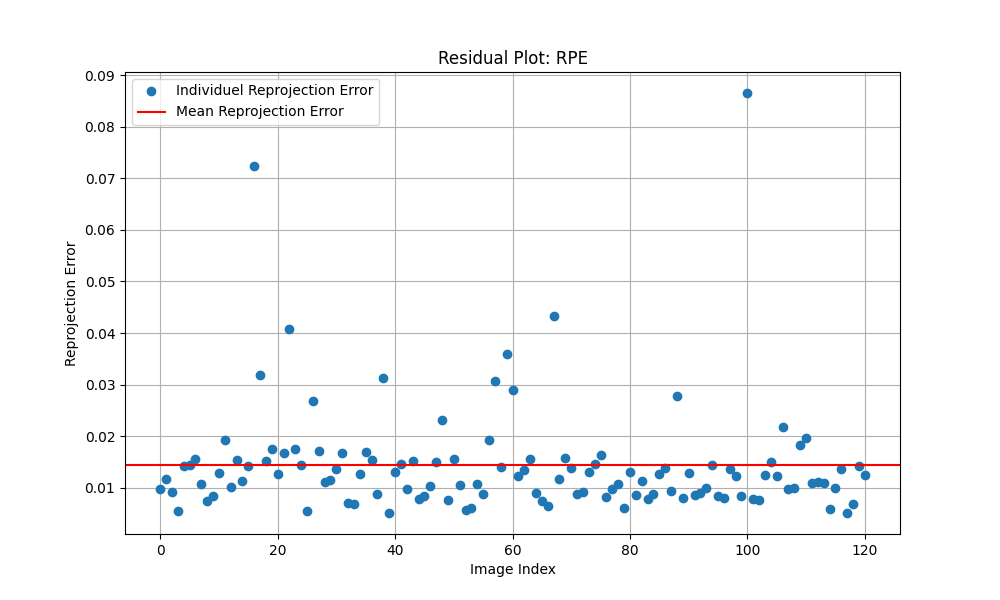 Residual Plot: RPE
Individuel Reprojection Error
Mean Reprojection Error
Reprojection Error
0.09
0.08
0.07
0.06
0.05
0.04
0.03
0.02
0.01
0 20 40 60 80 100 120
Image Index